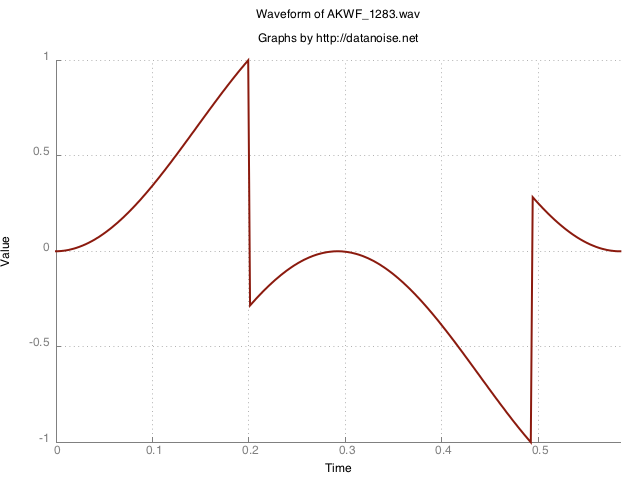 Waveform of AKWF_1283.wav
Graphs by http://datanoise.net
1
0.5
0
-0.5
-1
Value
0 0.1 0.2 0.3 0.4 0.5
Time